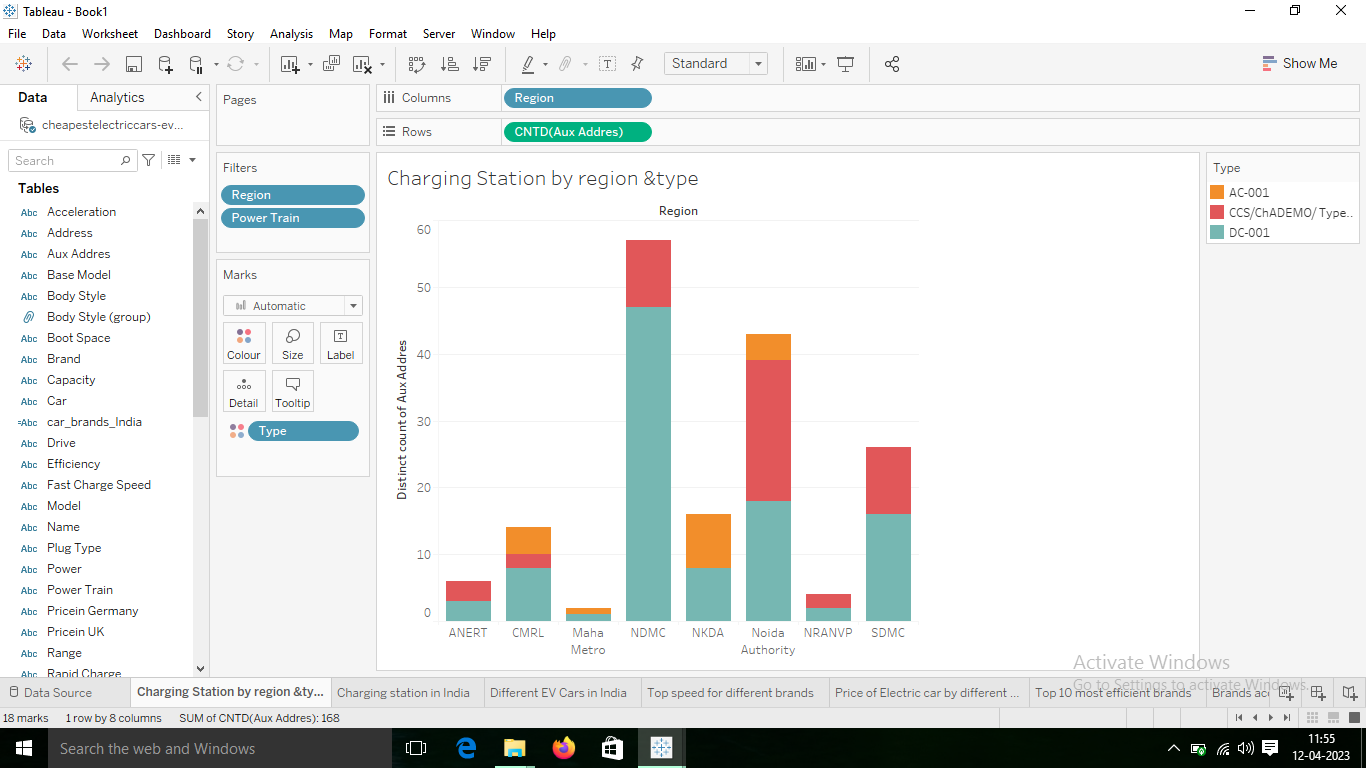 Tableau - Book1
File Data Worksheet Dashboard Story Analysis Map Format Server Window Help
Standard
Show Me
Data
Analytics
cheapestelectriccars-ev...
Search
Tables
Abc Acceleration
Abc Address
Abc Aux Addres
Abc Base Model
Abc Body Style
Body Style (group)
Abc Boot Space
Abc Brand
Abc Capacity
Abc Car
=Abc car_brands_India
Abc Drive
Abc Efficiency
Abc Fast Charge Speed
Abc Model
Abc Name
Abc Plug Type
Abc Power
Abc Power Train
Abc Pricein Germany
Abc Pricein UK
Abc Range
Abc Rapid Charge
Pages
Filters
Region
Power Train
Marks
Automatic
Colour Size Label
Detail Tooltip
Type
Columns Region
Rows CNTD(Aux Addres)
Charging Station by region &type
Region
Distinct count of Aux Addres
60
50
40
30
20
10
0
ANERT CMRL Maha Metro NDMC NKDA Noida Authority NRANVP SDMC
Type
AC-001
CCS/ChADEMO/ Type..
DC-001
Activate Windows
Go to Settings to activate Windows.
Data Source Charging Station by region &ty... Charging station in India Different EV Cars in India Top speed for different brands Price of Electric car by different ... Top 10 most efficient brands Brands acc
18 marks 1 row by 8 columns SUM of CNTD(Aux Addres): 168
Search the web and Windows
11:55
12-04-2023